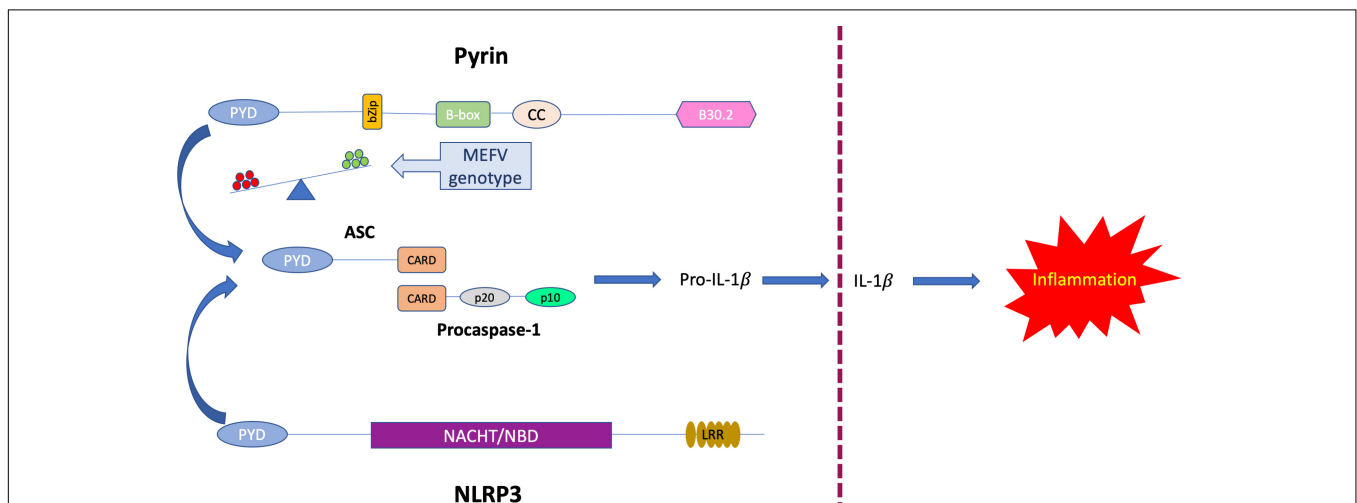 Pyrin
PYD
bZip
B-box
CC
B30.2
MEFV
genotype
ASC
PYD
CARD
CARD
p20
p10
Procaspase-1
Pro-IL-1β
IL-1β
Inflammation
PYD
NACHT/NBD
LRR
NLRP3